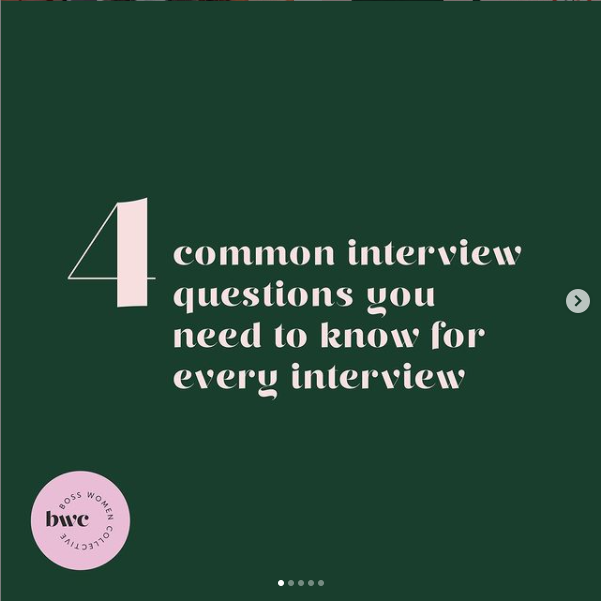 4
common interview
questions you
need to know for
every interview
bwc
BOSS WOMEN COLLECTIVE